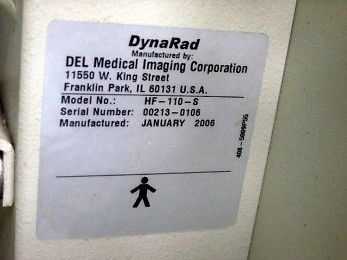 DynaRad
Manufactured by:
DEL Medical Imaging Corporation
11550 W. King Street
Franklin Park, IL 60131 U.S.A.
Model No.: HF-110-S
Serial Number: 00213-0106
Manufactured: JANUARY 2006